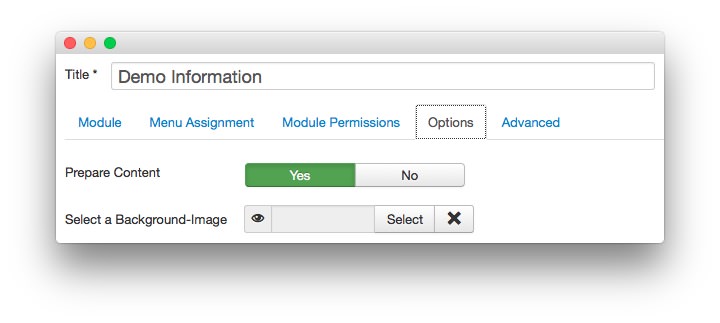 Title * Demo Information
Module Menu Assignment Module Permissions Options Advanced
Prepare Content Yes No
Select a Background-Image Select